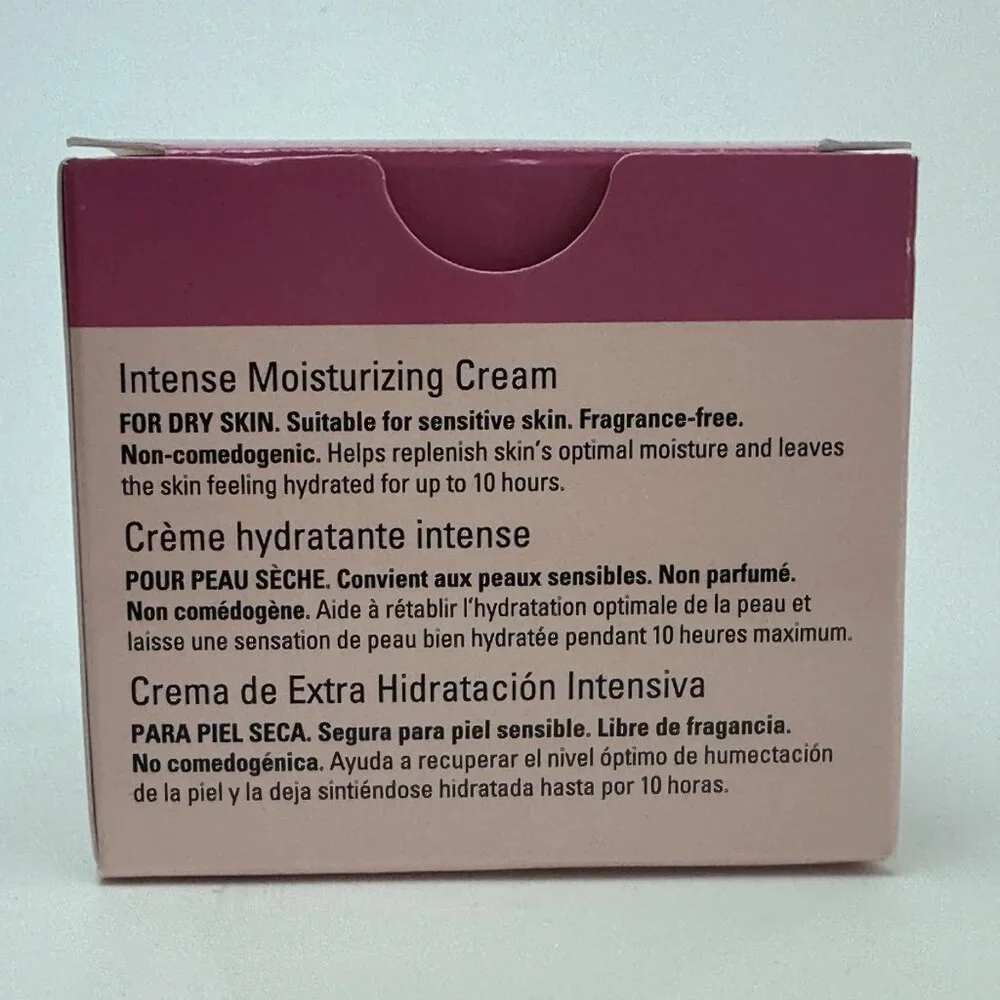 Intense Moisturizing Cream
FOR DRY SKIN. Suitable for sensitive skin. Fragrance-free.
Non-comedogenic. Helps replenish skin's optimal moisture and leaves
the skin feeling hydrated for up to 10 hours.
Crème hydratante intense
POUR PEAU SÈCHE. Convient aux peaux sensibles. Non parfumé.
Non comédogène. Aide à rétablir l'hydratation optimale de la peau et
laisse une sensation de peau bien hydratée pendant 10 heures maximum.
Crema de Extra Hidratación Intensiva
PARA PIEL SECA. Segura para piel sensible. Libre de fragancia.
No comedogénica. Ayuda a recuperar el nivel óptimo de humectación
de la piel y la deja sintiéndose hidratada hasta por 10 horas.